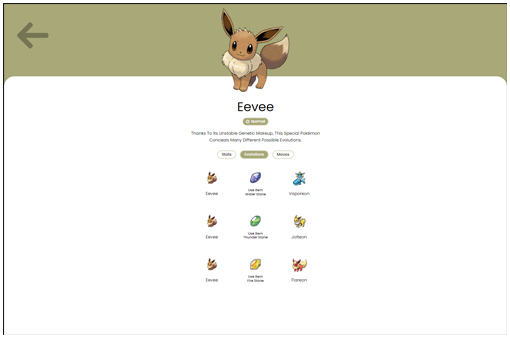 Eevee
Normal
Thanks To Its Unstable Genetic Makeup, This Special Pokémon
Conceals Many Different Possible Evolutions.
Stats
Evolutions
Moves
Eevee
Use Item
Water Stone
Vaporeon
Eevee
Use Item
Thunder Stone
Jolteon
Eevee
Use Item
Fire Stone
Flareon